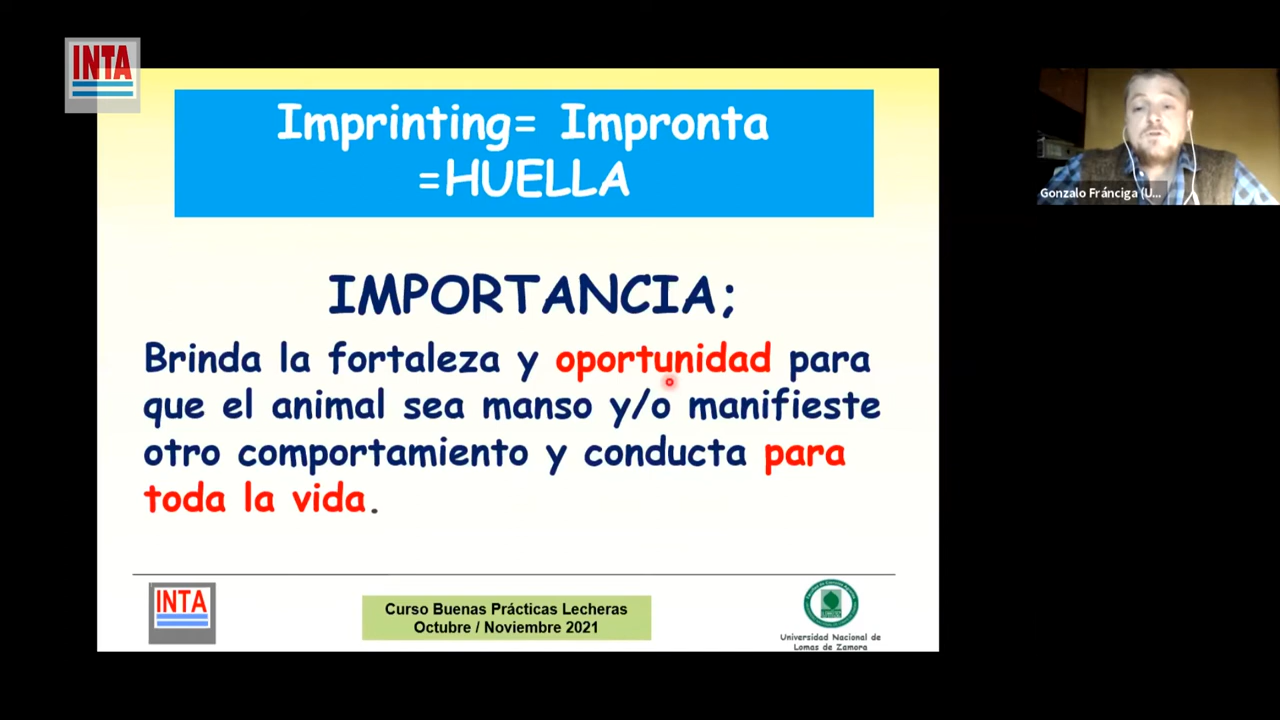 INTA
Imprinting= Impronta
=HUELLA
IMPORTANCIA;
Brinda la fortaleza y oportunidad para
que el animal sea manso y/o manifieste
otro comportamiento y conducta para
toda la vida.
INTA
Curso Buenas Prácticas Lecheras
Octubre / Noviembre 2021
Universidad Nacional de
Lomas de Zamora
Gonzalo Fránciga (U...